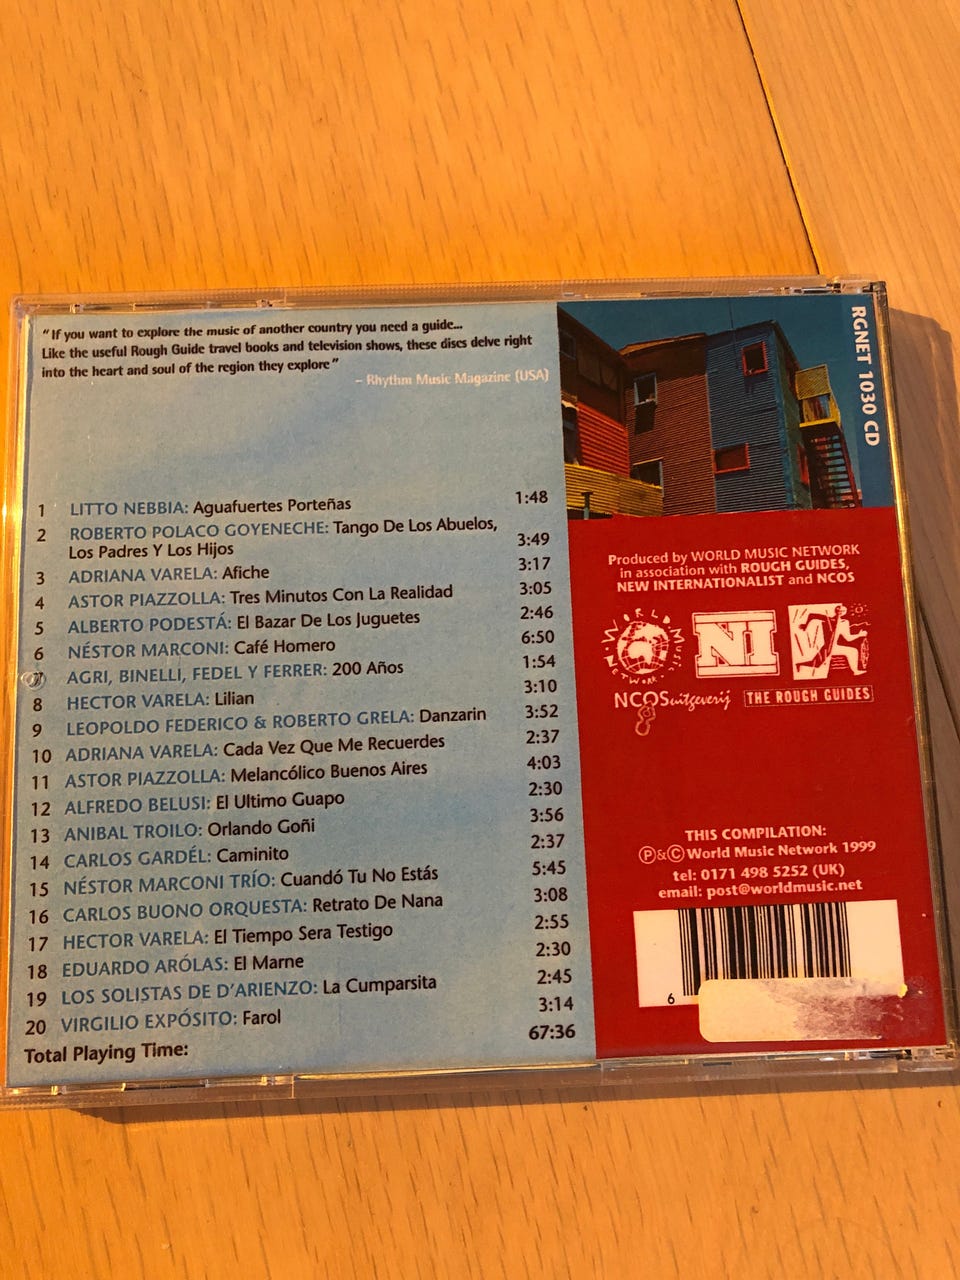 "If you want to explore the music of another country you need a guide...
Like the useful Rough Guide travel books and television shows, these discs delve right
into the heart and soul of the region they explore"
– Rhythm Music Magazine (USA)
1 LITTO NEBBIA: Aguafuertes Porteñas 1:48
2 ROBERTO POLACO GOYENECHE: Tango De Los Abuelos,
Los Padres Y Los Hijos 3:49
3 ADRIANA VARELA: Afiche 3:17
4 ASTOR PIAZZOLLA: Tres Minutos Con La Realidad 3:05
5 ALBERTO PODESTÁ: El Bazar De Los Juguetes 2:46
6 NÉSTOR MARCONI: Café Homero 6:50
7 AGRI, BINELLI, FEDEL Y FERRER: 200 Años 1:54
8 HECTOR VARELA: Lilian 3:10
9 LEOPOLDO FEDERICO & ROBERTO GRELA: Danzarin 3:52
10 ADRIANA VARELA: Cada Vez Que Me Recuerdes 2:37
11 ASTOR PIAZZOLLA: Melancólico Buenos Aires 4:03
12 ALFREDO BELUSI: El Ultimo Guapo 2:30
13 ANIBAL TROILO: Orlando Goñi 3:56
14 CARLOS GARDÉL: Caminito 2:37
15 NÉSTOR MARCONI TRÍO: Cuandó Tu No Estás 5:45
16 CARLOS BUONO ORQUESTA: Retrato De Nana 3:08
17 HECTOR VARELA: El Tiempo Sera Testigo 2:55
18 EDUARDO ARÓLAS: El Marne 2:30
19 LOS SOLISTAS DE D'ARIENZO: La Cumparsita 2:45
20 VIRGILIO EXPÓSITO: Farol 3:14
Total Playing Time: 67:36
RGNET 1030 CD
Produced by WORLD MUSIC NETWORK
in association with ROUGH GUIDES,
NEW INTERNATIONALIST and NCOS
WORLD MUSIC NETWORK
NI
NCOS uitgeverij
THE ROUGH GUIDES
THIS COMPILATION:
Ⓟ&© World Music Network 1999
tel: 0171 498 5252 (UK)
email: post@worldmusic.net
6